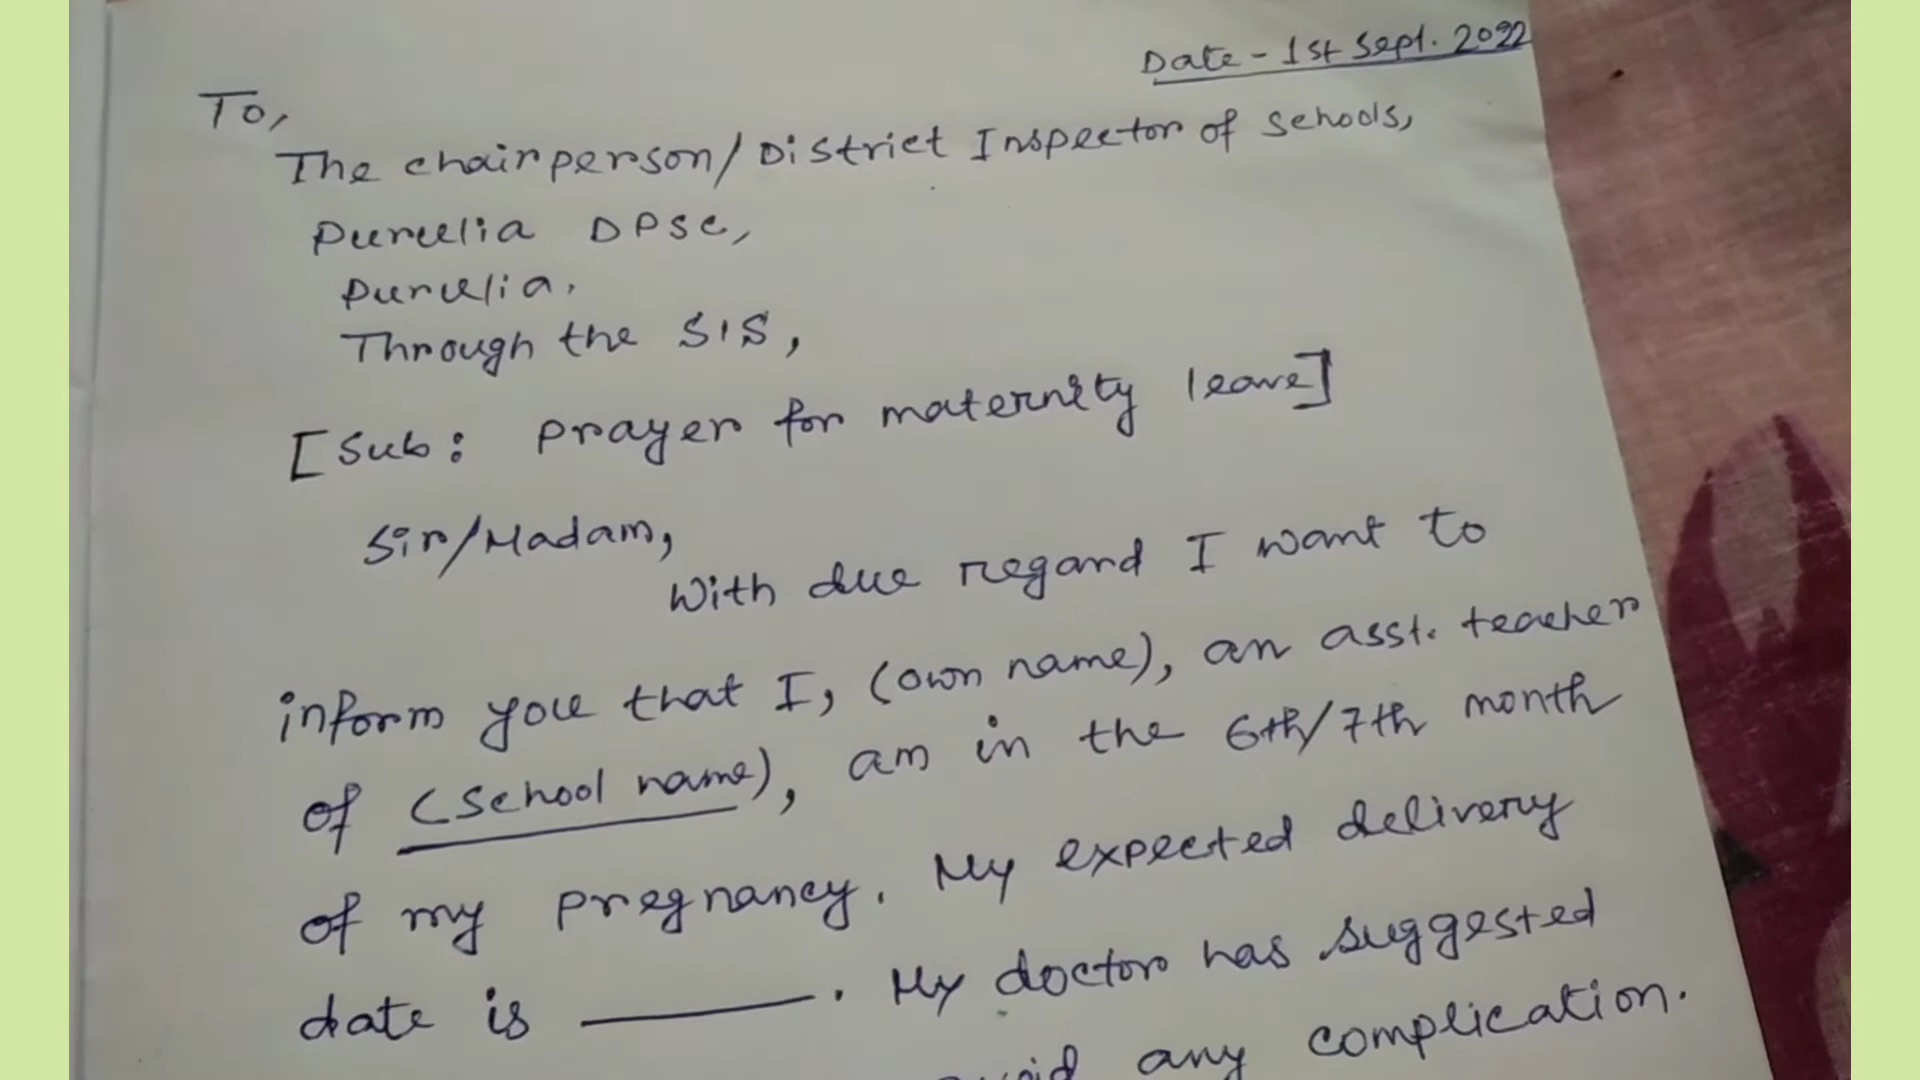 Date - 1st Sept. 2022
To,
The chairperson/District Inspector of schools,
Purulia DPSC,
Purulia.
Through the SIS,
[Sub: Prayer for maternity leave]
Sir/Madam,
With due regard I want to
inform you that I, (own name), an asst. teacher
of (School name), am in the 6th/7th month
of my pregnancy. My expected delivery
date is ______. My doctor has suggested
any complication.